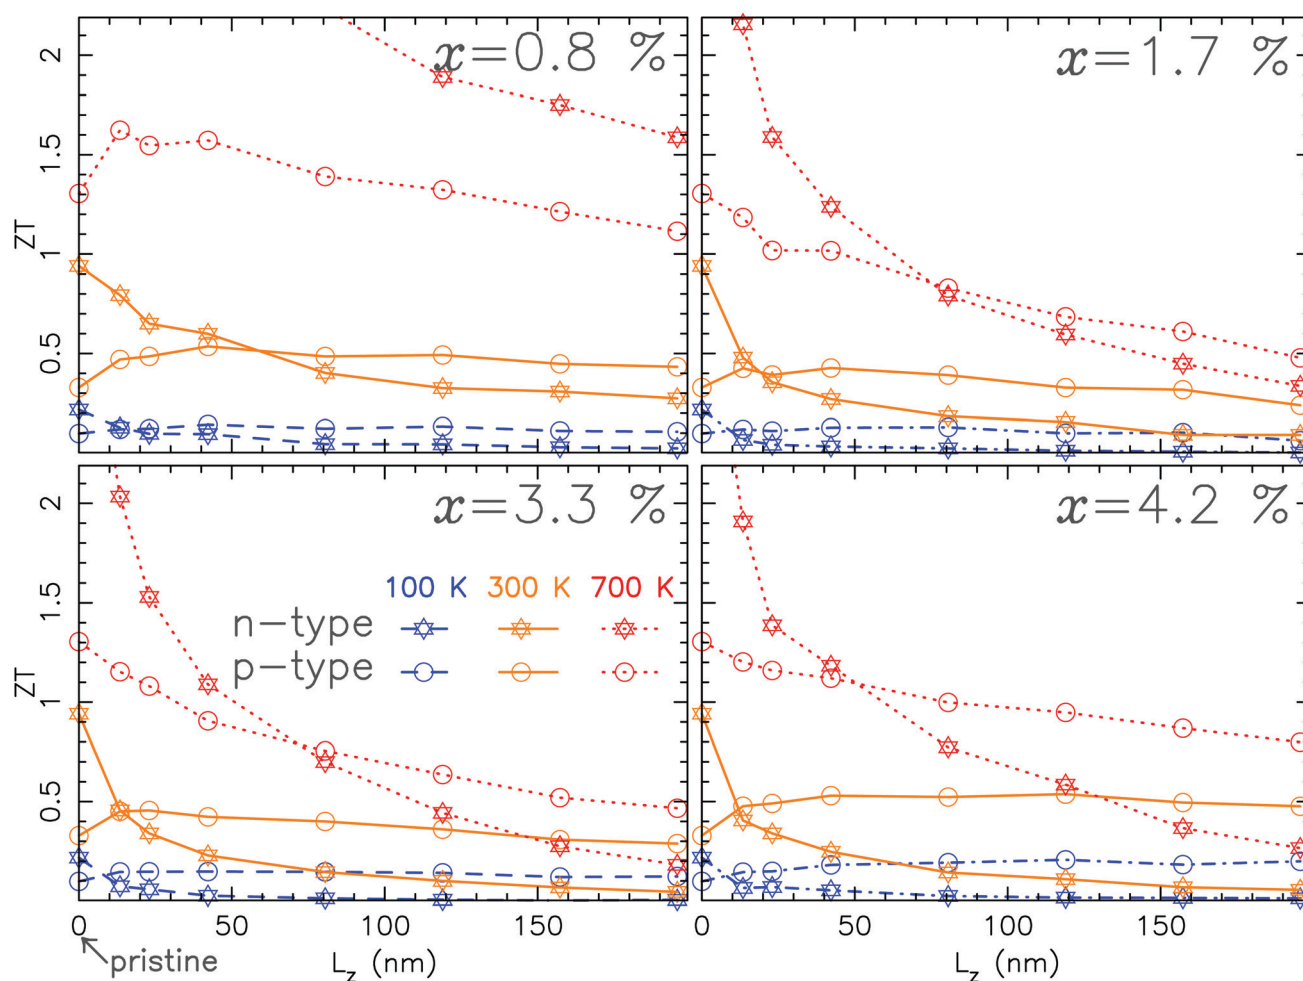 x=0.8 %
x=1.7 %
2
1.5
1
0.5
ZT
x=3.3 %
x=4.2 %
2
1.5
1
0.5
ZT
100 K 300 K 700 K
n-type
p-type
0 50 100 150
0 50 100 150
pristine
Lz (nm)
Lz (nm)